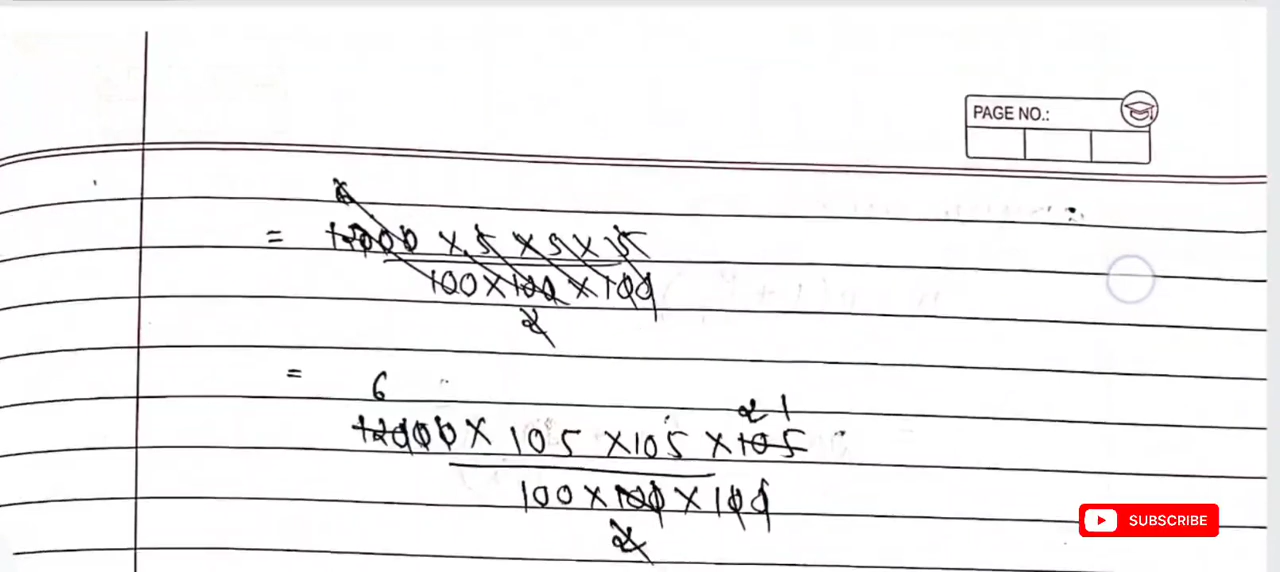 PAGE NO.:
6
= 12000 × 5 × 5 × 5
100 × 100 × 100
2
=
6 21
12000 × 105 × 105 × 105
100 × 100 × 100
2
SUBSCRIBE